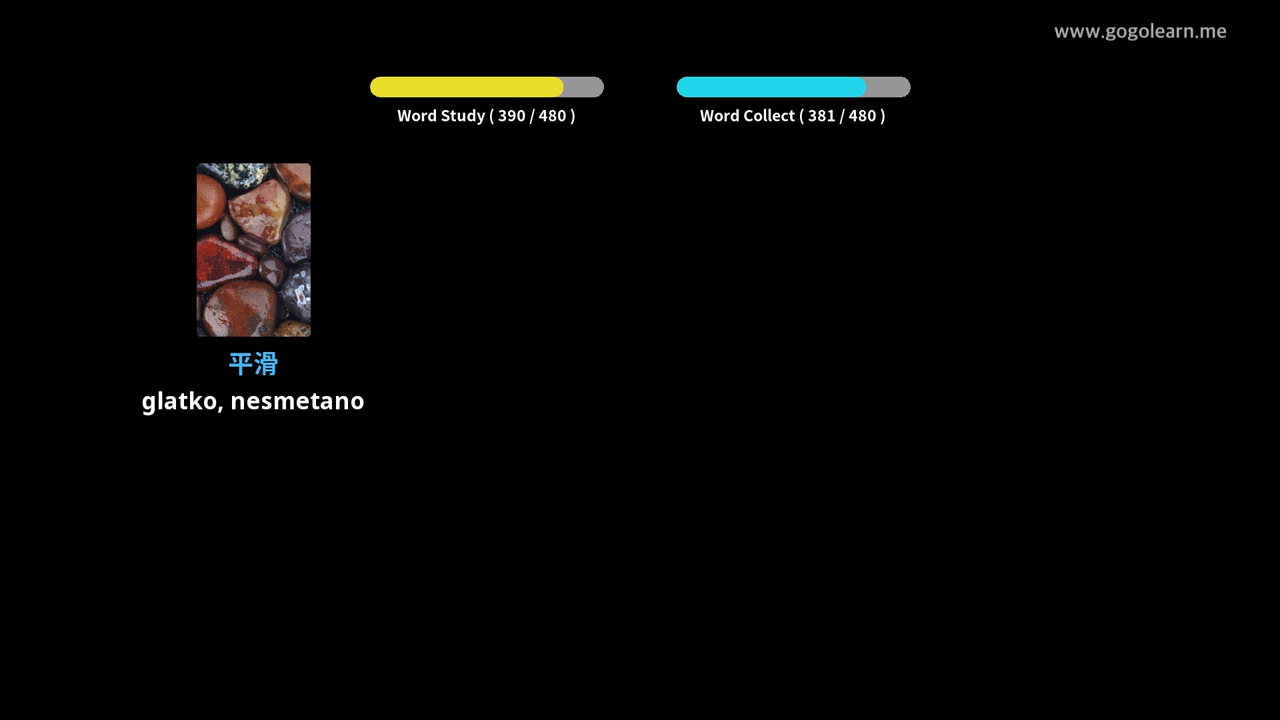 www.gogolearn.me
Word Study ( 390 / 480 )
Word Collect ( 381 / 480 )
平滑
glatko, nesmetano